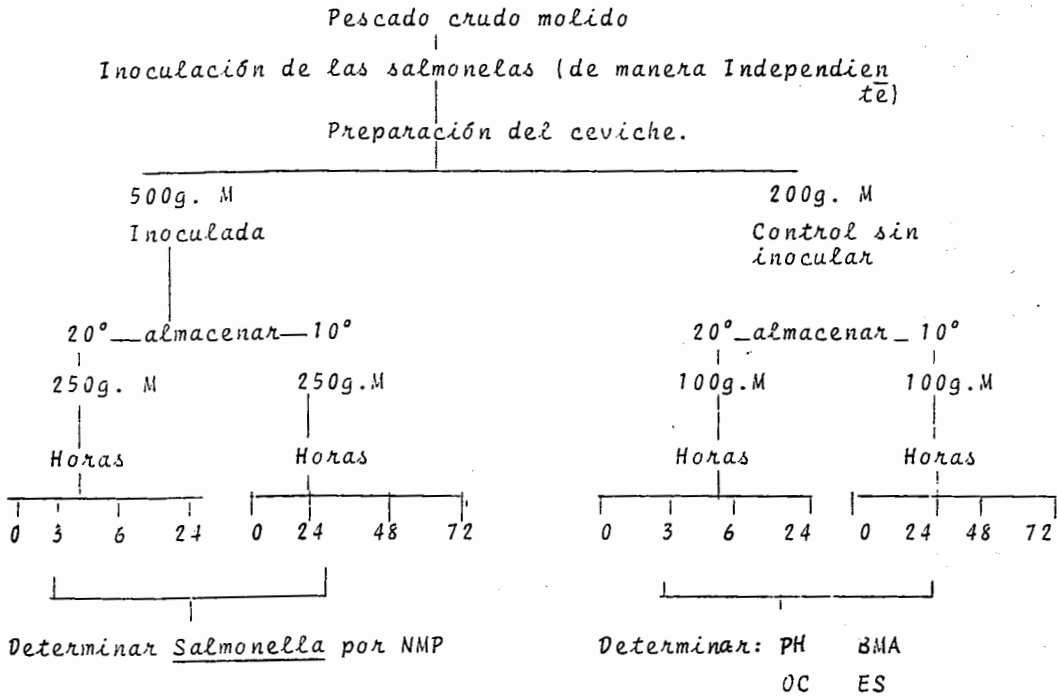 Pescado crudo molido
Inoculación de las salmonelas (de manera Independien
te)
Preparación del ceviche.
500g. M 200g. M
Inoculada Control sin
inocular
20°__almacenar—10° 20°_almacenar_ 10°
250g. M 250g.M 100g.M 100g.M
Horas Horas Horas Horas
0 3 6 24 0 24 48 72 0 3 6 24 0 24 48 72
Determinar Salmonella por NMP Determinar: PH BMA
OC ES